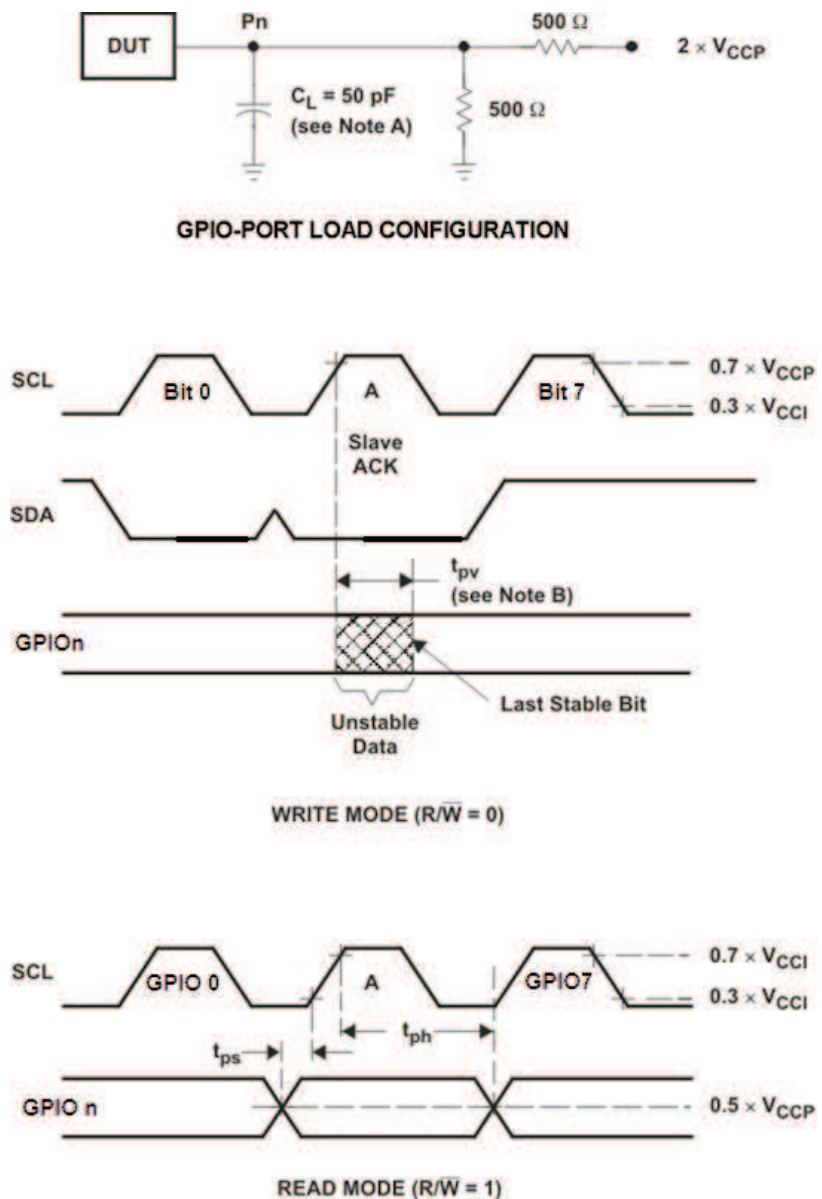 DUT
Pn
500 Ω
2 × VCCP
CL = 50 pF
(see Note A)
500 Ω
GPIO-PORT LOAD CONFIGURATION
SCL
Bit 0
A
Bit 7
0.7 × VCCP
0.3 × VCCI
Slave
ACK
SDA
tpv
(see Note B)
GPIOn
Last Stable Bit
Unstable
Data
WRITE MODE (R/W̅ = 0)
SCL
GPIO 0
A
GPIO7
0.7 × VCCI
0.3 × VCCI
tps
tph
GPIO n
0.5 × VCCP
READ MODE (R/W̅ = 1)